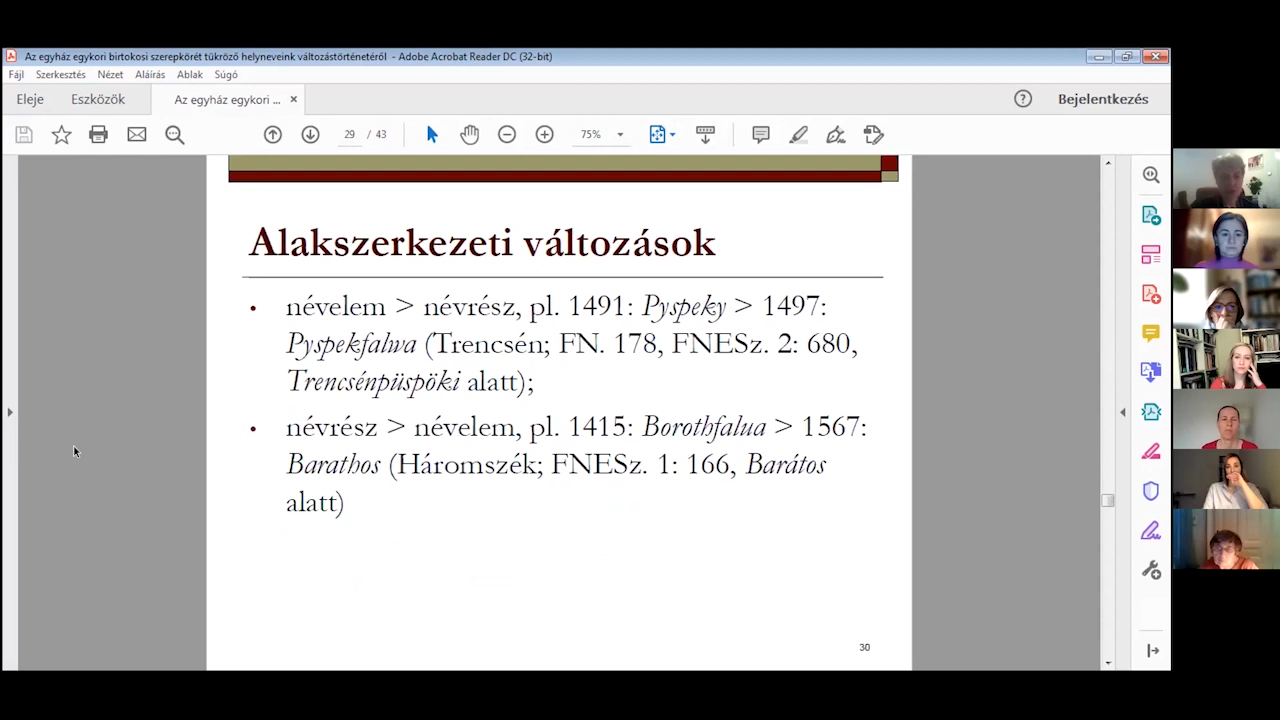 Az egyház egykori birtokosi szerepkörét tükröző helyneveink változástörténetéről - Adobe Acrobat Reader DC (32-bit)
Fájl Szerkesztés Nézet Aláírás Ablak Súgó
Eleje Eszközök Az egyház egykori ... × Bejelentkezés
29 / 43 75%
Alakszerkezeti változások
• névelem > névrész, pl. 1491: Pyspeky > 1497:
Pyspekfalwa (Trencsén; FN. 178, FNESz. 2: 680,
Trencsénpüspöki alatt);
• névrész > névelem, pl. 1415: Borothfalua > 1567:
Barathos (Háromszék; FNESz. 1: 166, Barátos
alatt)
30